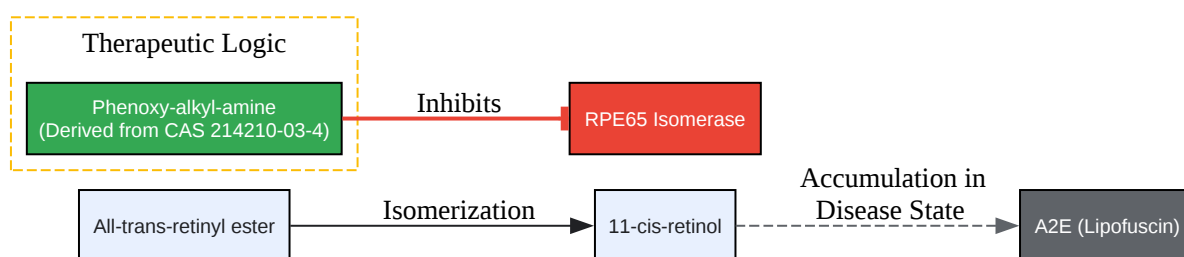 Therapeutic Logic
Phenoxy-alkyl-amine
(Derived from CAS 214210-03-4)
Inhibits
RPE65 Isomerase
All-trans-retinyl ester
Isomerization
11-cis-retinol
Accumulation in
Disease State
A2E (Lipofuscin)